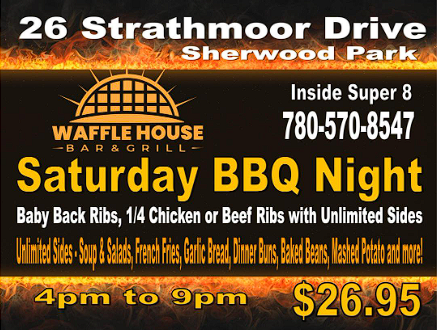 26 Strathmoor Drive
Sherwood Park
Inside Super 8
780-570-8547
WAFFLE HOUSE
BAR & GRILL
Saturday BBQ Night
Baby Back Ribs, 1/4 Chicken or Beef Ribs with Unlimited Sides
Unlimited Sides - Soup & Salads, French Fries, Garlic Bread, Dinner Buns, Baked Beans, Mashed Potato and more!
4pm to 9pm
$26.95